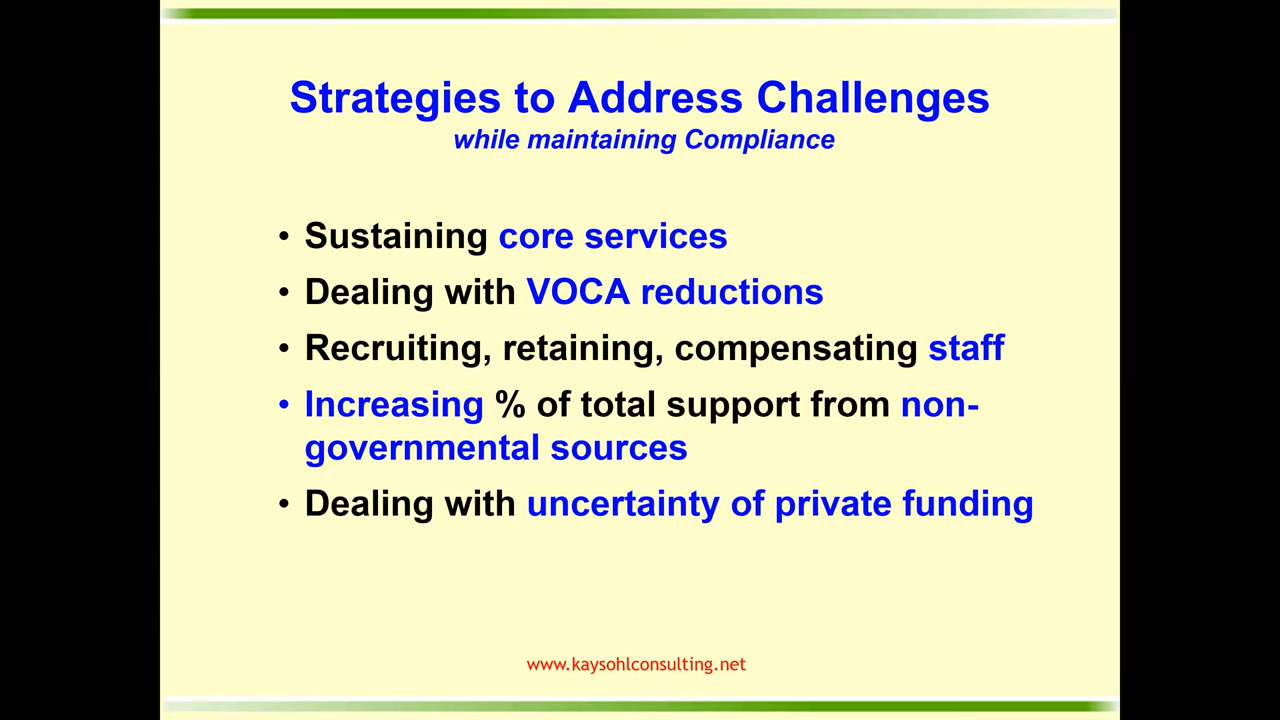 Strategies to Address Challenges
while maintaining Compliance
• Sustaining core services
• Dealing with VOCA reductions
• Recruiting, retaining, compensating staff
• Increasing % of total support from non-
governmental sources
• Dealing with uncertainty of private funding
www.kaysohlconsulting.net